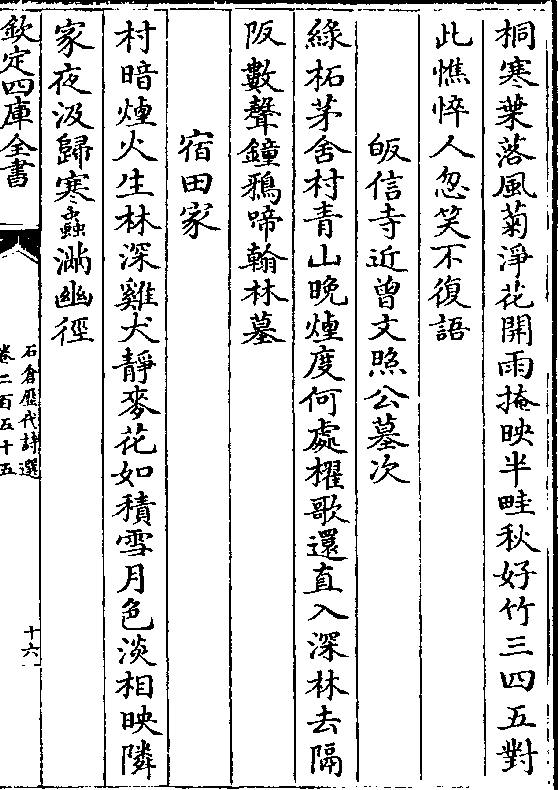 桐寒葉落風菊淨花開雨掩映半畦秋好竹三四五對
此憔悴人忽笑不復語
皈信寺近曾文照公墓次
綠柘茅舍村青山晚煙度何處櫂歌還直入深林去隔
阪數聲鐘鴉啼翰林墓
宿田家
村暗煙火生林深雞犬靜麥花如積雪月色淡相映隣
家夜汲歸寒蟲滿幽徑
欽定四庫全書
石倉歷代詩選
卷二百五十五
十六